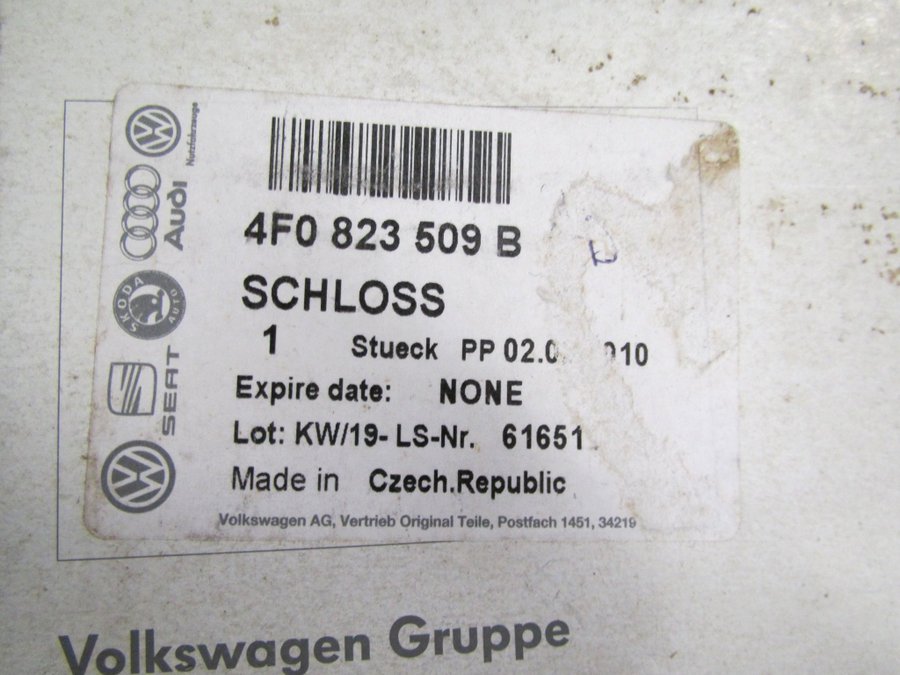 Nutzfahrzeuge
Audi
SKODA
AUTO
SEAT
4F0 823 509 B
SCHLOSS
1 Stueck PP 02.0 010
Expire date: NONE
Lot: KW/19- LS-Nr. 61651
Made in Czech.Republic
Volkswagen AG, Vertrieb Original Teile, Postfach 1451, 34219
Volkswagen Gruppe